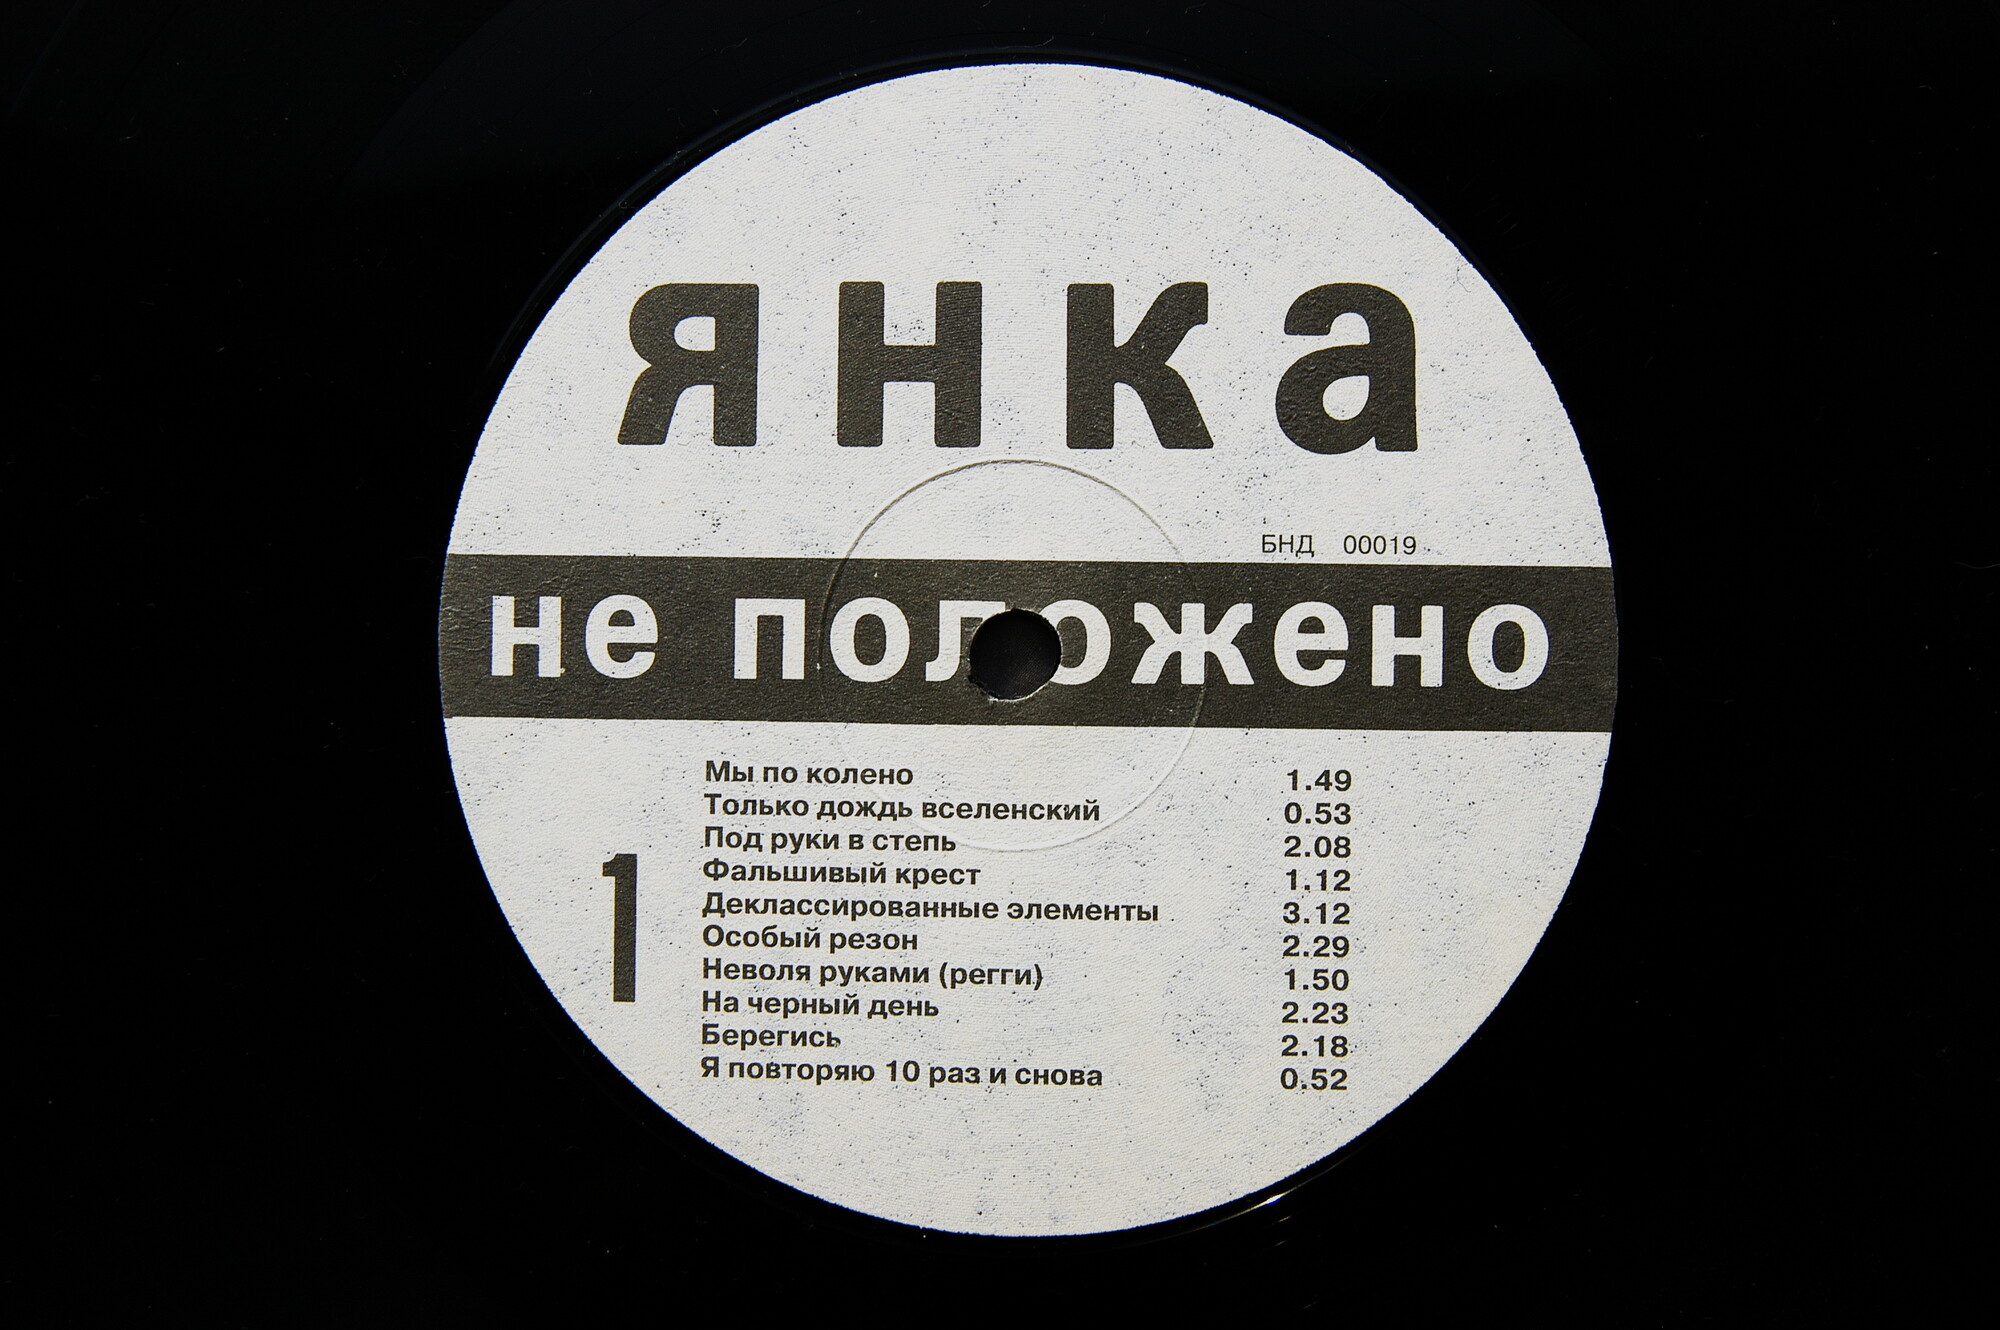 янка
БНД 00019
не положено
1
Мы по колено 1.49
Только дождь вселенский 0.53
Под руки в степь 2.08
Фальшивый крест 1.12
Деклассированные элементы 3.12
Особый резон 2.29
Неволя руками (регги) 1.50
На черный день 2.23
Берегись 2.18
Я повторяю 10 раз и снова 0.52